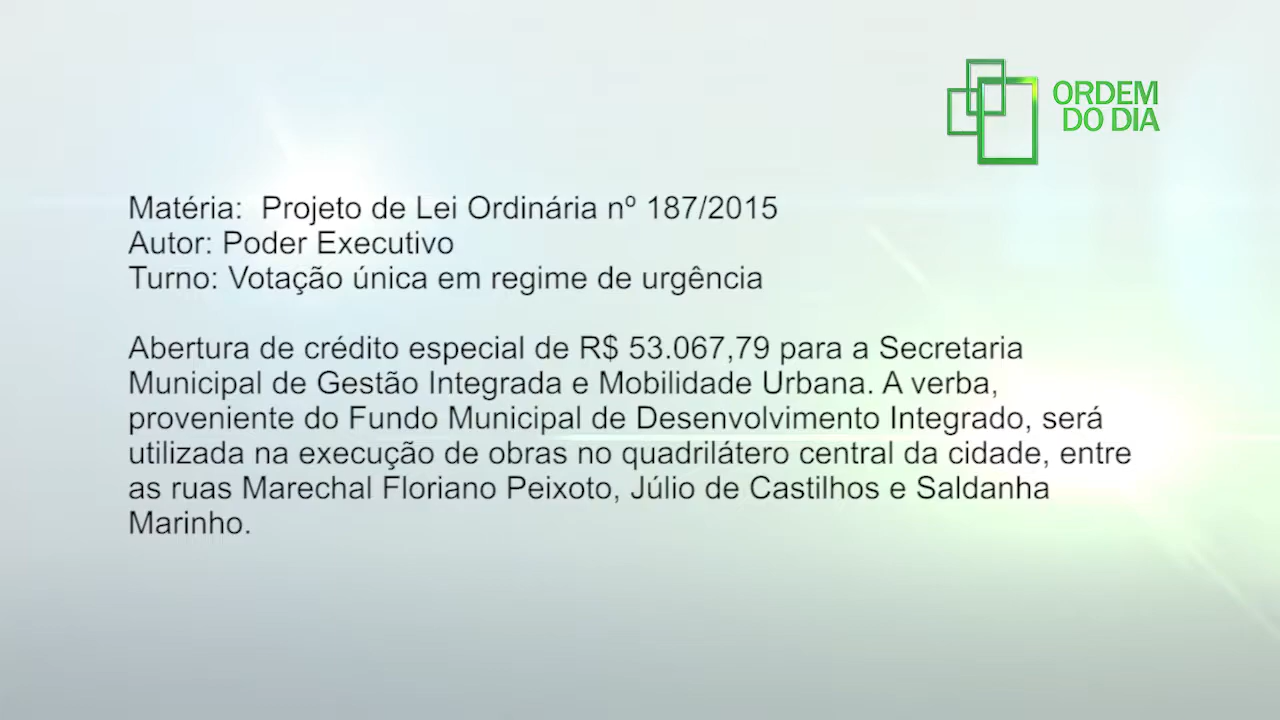 ORDEM
DO DIA
Matéria:  Projeto de Lei Ordinária nº 187/2015
Autor: Poder Executivo
Turno: Votação única em regime de urgência
Abertura de crédito especial de R$ 53.067,79 para a Secretaria
Municipal de Gestão Integrada e Mobilidade Urbana. A verba,
proveniente do Fundo Municipal de Desenvolvimento Integrado, será
utilizada na execução de obras no quadrilátero central da cidade, entre
as ruas Marechal Floriano Peixoto, Júlio de Castilhos e Saldanha
Marinho.